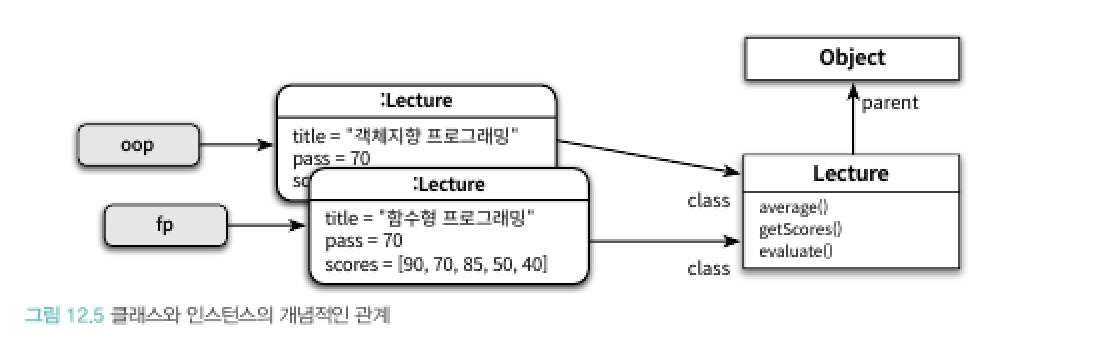 Object
parent
:Lecture
title = "객체지향 프로그래밍"
pass = 70
sc
oop
:Lecture
title = "함수형 프로그래밍"
pass = 70
scores = [90, 70, 85, 50, 40]
fp
class
class
Lecture
average()
getScores()
evaluate()
그림 12.5 클래스와 인스턴스의 개념적인 관계